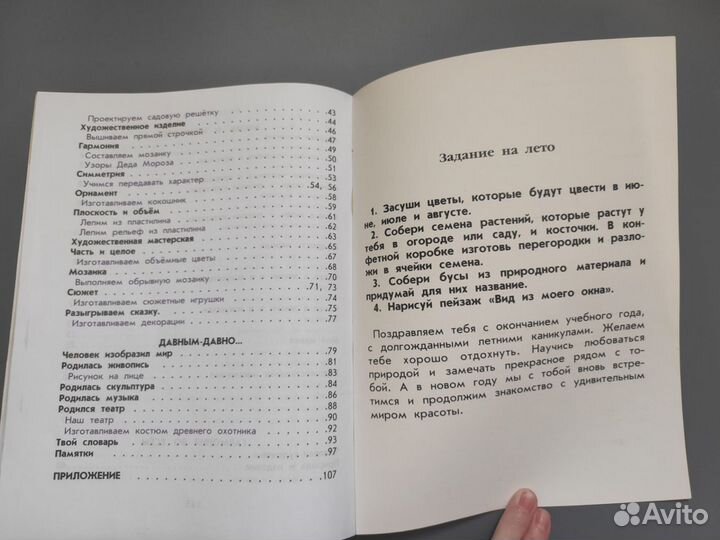 Проектируем садовую решётку . . . 43
Художественное изделие . . . 44
Вышиваем прямой строчкой . . . 46
Гармония . . . 47
Составляем мозаику . . . 49
Узоры Деда Мороза . . . 50
Симметрия . . . 51
Учимся передавать характер . . . 53
Орнамент . . . 54, 56
Изготавливаем кокошник . . . 58
Плоскость и объём . . . 59
Лепим из пластилина . . . 61
Лепим рельеф из пластилина . . . 62
Художественная мастерская . . . 63
Часть и целое . . . 65
Изготавливаем объёмные цветы . . . 67
Мозаика . . . 68
Выполняем обрывную мозаику . . . 70
Сюжет . . . 71, 73
Изготавливаем сюжетные игрушки . . . 74
Разыгрываем сказку. . . . 75
Изготавливаем декорации . . . 77
ДАВНЫМ-ДАВНО...
Человек изобразил мир . . . 79
Родилась живопись . . . 81
Рисунок на лице . . . 83
Родилась скульптура . . . 84
Родилась музыка . . . 86
Родился театр . . . 88
Наш театр . . . 90
Изготавливаем костюм древнего охотника . . . 92
Твой словарь . . . 93
Памятки . . . 97
ПРИЛОЖЕНИЕ . . . 107
Задание на лето
1. Засуши цветы, которые будут цвести в ию-
не, июле и августе.
2. Собери семена растений, которые растут у
тебя в огороде или саду, и косточки. В кон-
фетной коробке изготовь перегородки и разло-
жи в ячейки семена.
3. Собери бусы из природного материала и
придумай для них название.
4. Нарисуй пейзаж «Вид из моего окна».
Поздравляем тебя с окончанием учебного года,
с долгожданными летними каникулами. Желаем
тебе хорошо отдохнуть. Научись любоваться
природой и замечать прекрасное рядом с то-
бой. А в новом году мы с тобой вновь встре-
тимся и продолжим знакомство с удивительным
миром красоты.
Avito